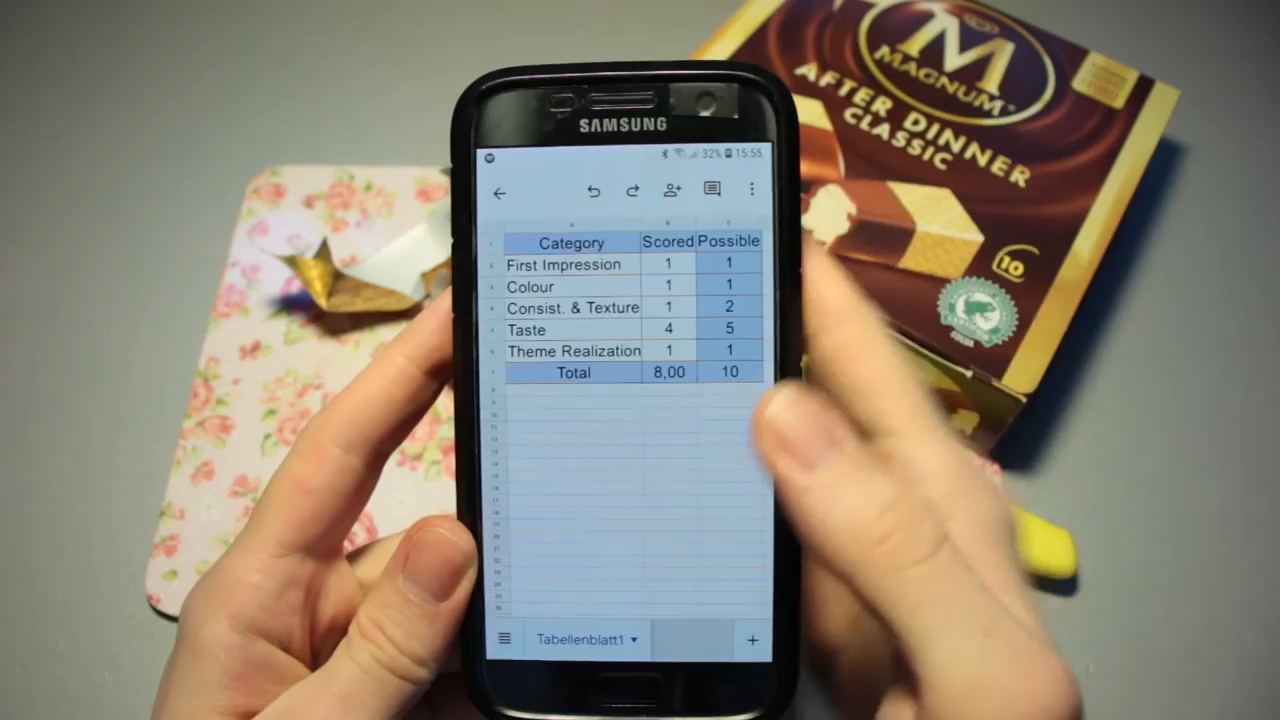 M
MAGNUM
AFTER DINNER
CLASSIC
10
SAMSUNG
32% 15:55
Category Scored Possible
First Impression 1 1
Colour 1 1
Consist. & Texture 1 2
Taste 4 5
Theme Realization 1 1
Total 8,00 10
Tabellenblatt1